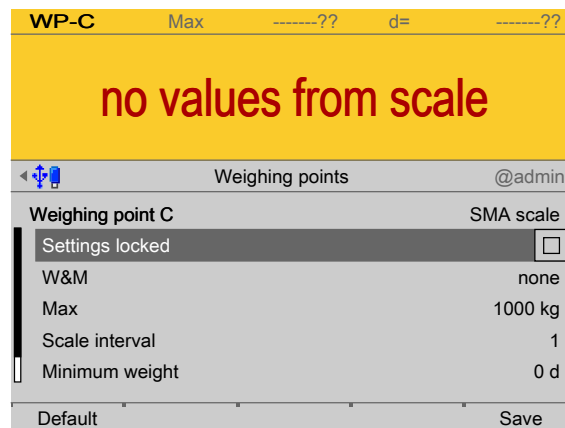 WP-C Max -------?? d= -------??
no values from scale
Weighing points @admin
Weighing point C SMA scale
Settings locked
W&M none
Max 1000 kg
Scale interval 1
Minimum weight 0 d
Default Save